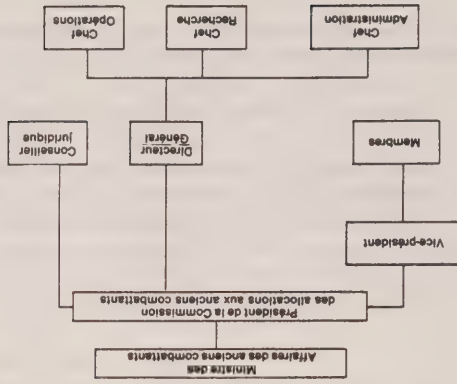 Ministre des
Affaires des anciens combattants
Président de la Commission
des allocations aux anciens combattants
Vice-président
Membres
Directeur
Général
Conseiller
juridique
Chef
Administration
Chef
Recherche
Chef
Opérations